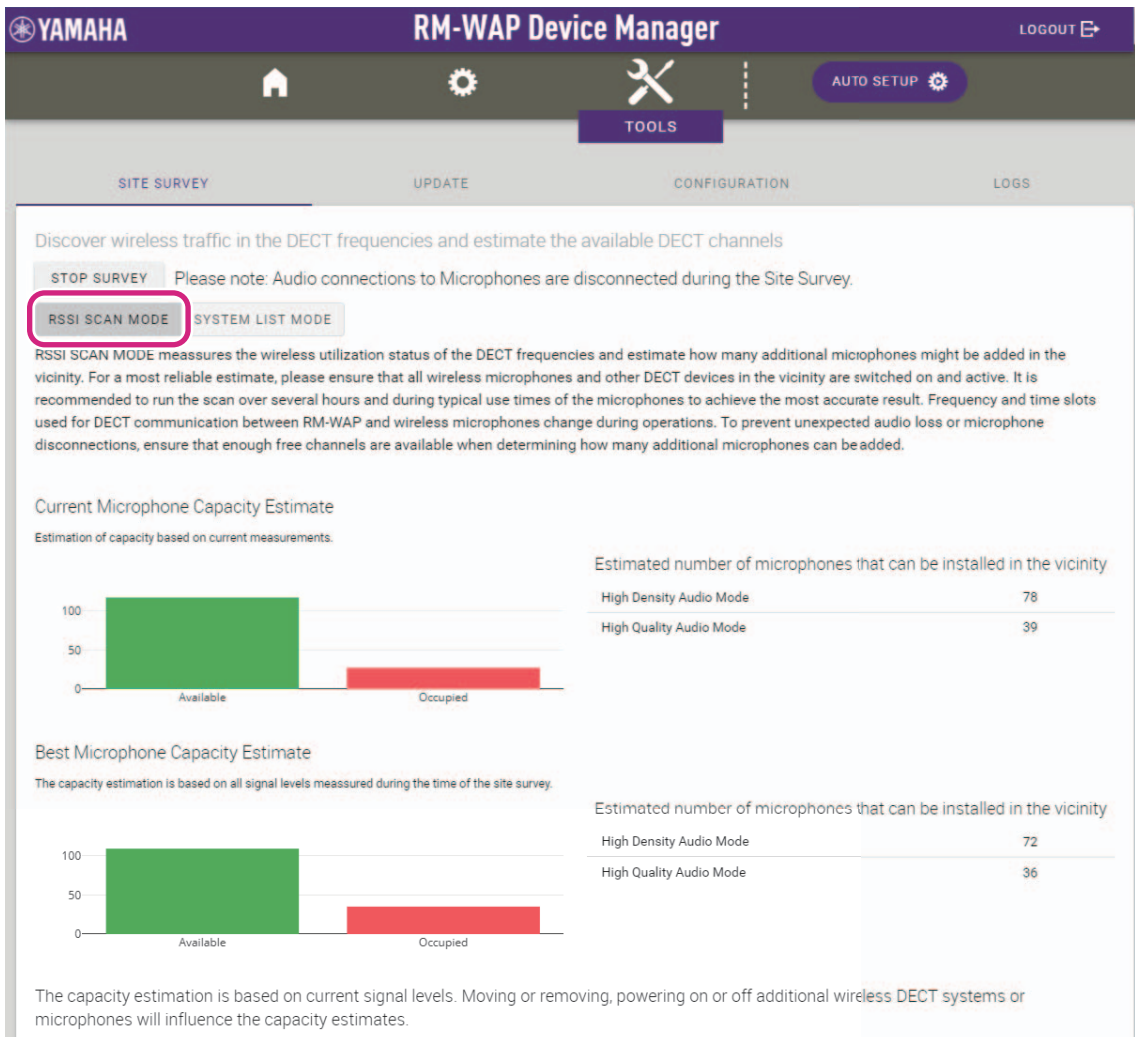 YAMAHA
RM-WAP Device Manager
LOGOUT
AUTO SETUP
TOOLS
SITE SURVEY
UPDATE
CONFIGURATION
LOGS
Discover wireless traffic in the DECT frequencies and estimate the available DECT channels
STOP SURVEY
Please note: Audio connections to Microphones are disconnected during the Site Survey.
RSSI SCAN MODE
SYSTEM LIST MODE
RSSI SCAN MODE meassures the wireless utilization status of the DECT frequencies and estimate how many additional microphones might be added in the
vicinity. For a most reliable estimate, please ensure that all wireless microphones and other DECT devices in the vicinity are switched on and active. It is
recommended to run the scan over several hours and during typical use times of the microphones to achieve the most accurate result. Frequency and time slots
used for DECT communication between RM-WAP and wireless microphones change during operations. To prevent unexpected audio loss or microphone
disconnections, ensure that enough free channels are available when determining how many additional microphones can be added.
Current Microphone Capacity Estimate
Estimation of capacity based on current measurements.
100
50
0
Available
Occupied
Estimated number of microphones that can be installed in the vicinity
High Density Audio Mode 78
High Quality Audio Mode 39
Best Microphone Capacity Estimate
The capacity estimation is based on all signal levels meassured during the time of the site survey.
100
50
0
Available
Occupied
Estimated number of microphones that can be installed in the vicinity
High Density Audio Mode 72
High Quality Audio Mode 36
The capacity estimation is based on current signal levels. Moving or removing, powering on or off additional wireless DECT systems or
microphones will influence the capacity estimates.